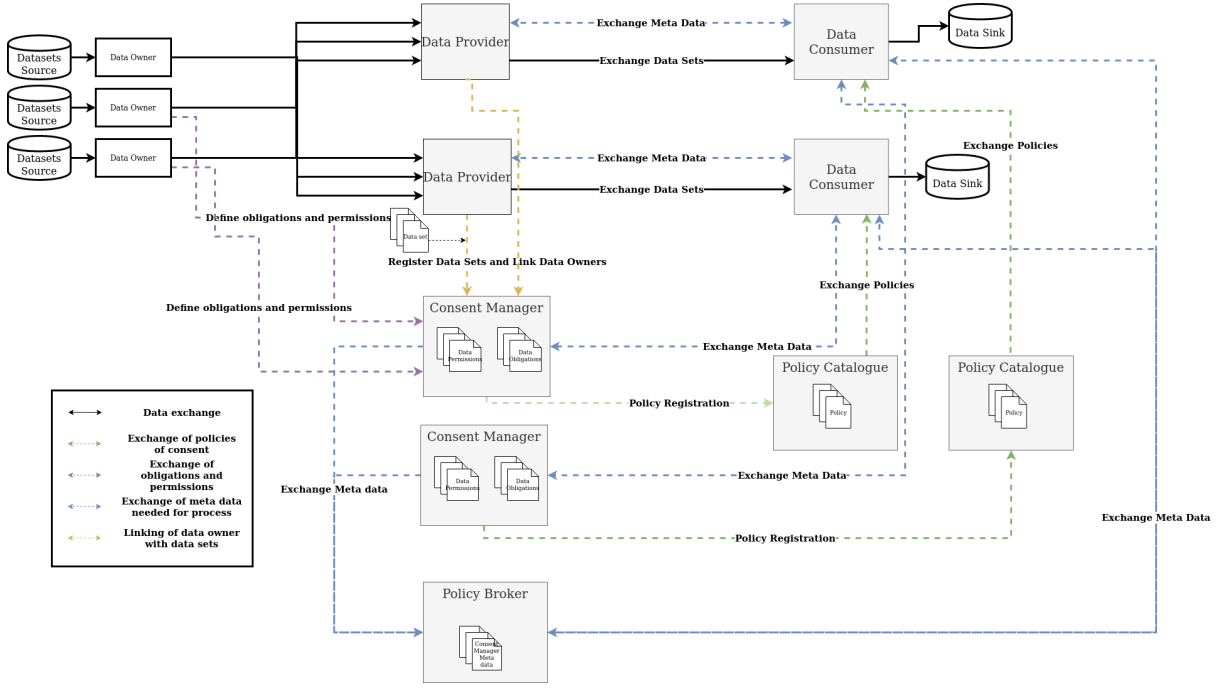 Exchange Meta Data
Data Provider
Data
Consumer
Data Sink
Datasets
Source
Data Owner
Exchange Data Sets
Datasets
Source
Data Owner
Datasets
Source
Data Owner
Exchange Policies
Exchange Meta Data
Data Provider
Data
Consumer
Data Sink
Exchange Data Sets
Define obligations and permissions
Data set
Register Data Sets and Link Data Owners
Exchange Policies
Define obligations and permissions
Consent Manager
Data
Permissions
Data
Obligations
Exchange Meta Data
Policy Catalogue
Policy
Policy Catalogue
Policy
Policy Registration
Data exchange
Exchange of policies
of consent
Exchange of
obligations and
permissions
Exchange of meta data
needed for process
Linking of data owner
with data sets
Consent Manager
Data
Permissions
Data
Obligations
Exchange Meta Data
Exchange Meta data
Exchange Meta Data
Policy Registration
Policy Broker
Consent
Manager
Meta
data